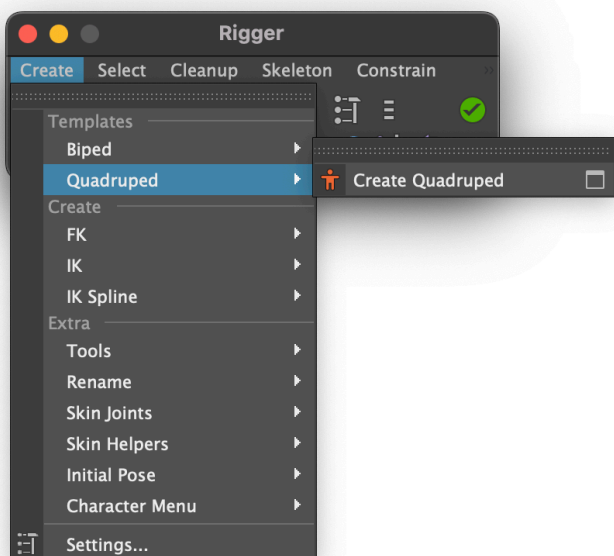 Rigger
Create Select Cleanup Skeleton Constrain »
Templates
Biped
Quadruped
Create Quadruped
Create
FK
IK
IK Spline
Extra
Tools
Rename
Skin Joints
Skin Helpers
Initial Pose
Character Menu
Settings...